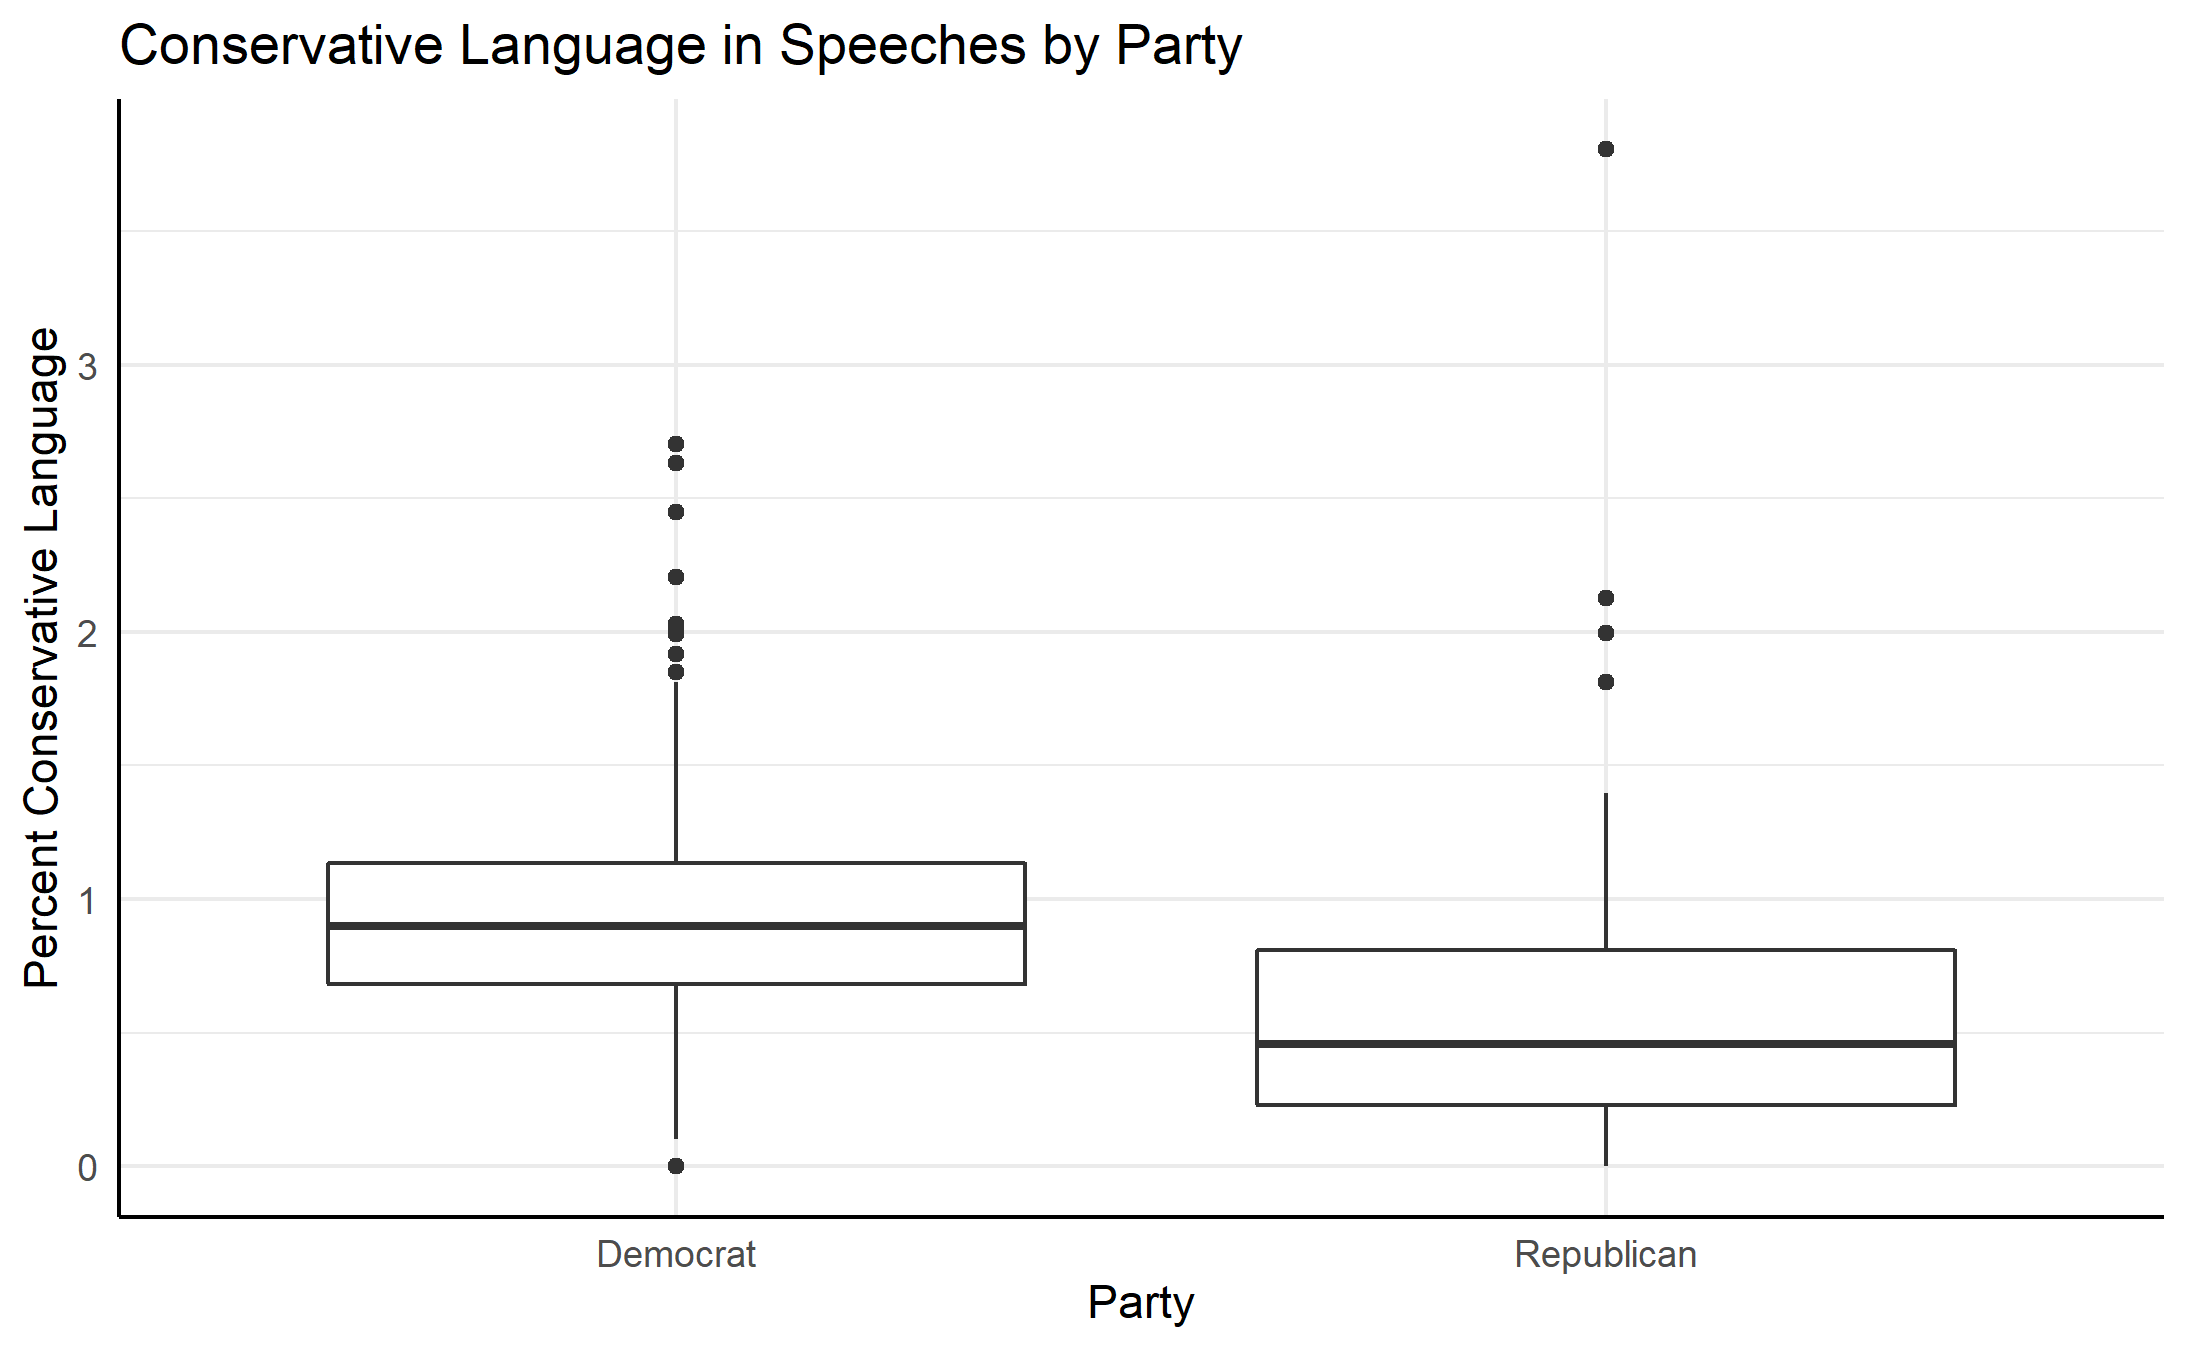 Conservative Language in Speeches by Party
Percent Conservative Language
3
2
1
0
Democrat
Republican
Party